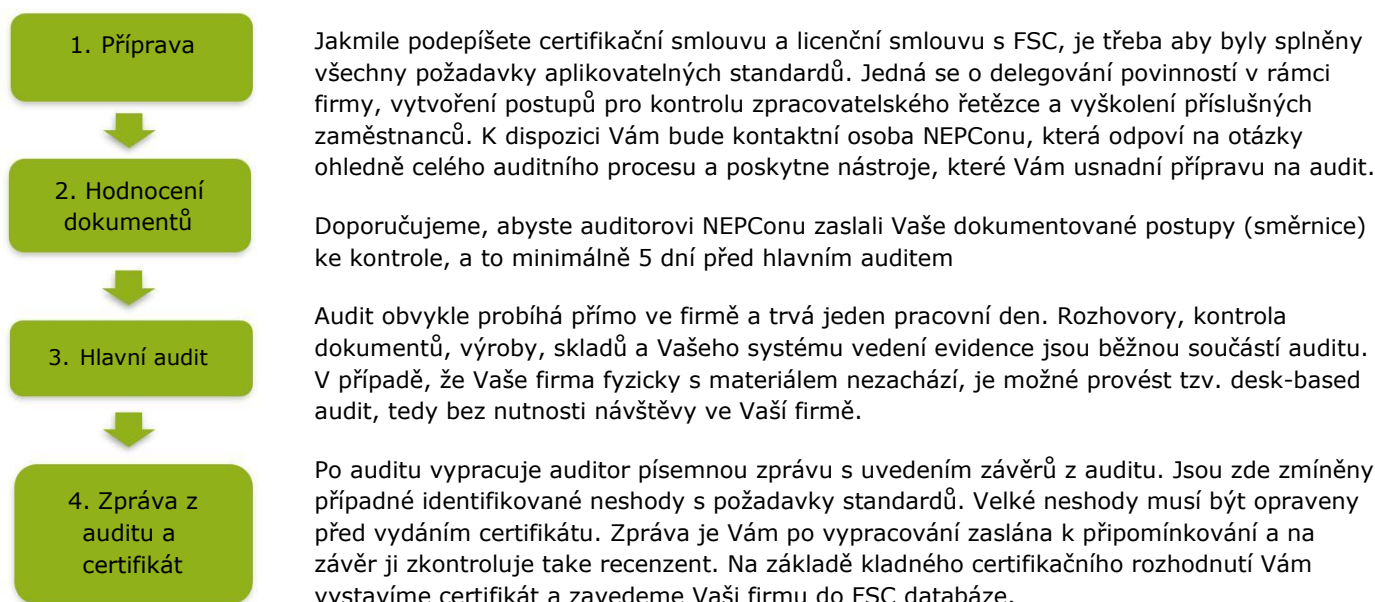 1. Příprava
Jakmile podepíšete certifikační smlouvu a licenční smlouvu s FSC, je třeba aby byly splněny
všechny požadavky aplikovatelných standardů. Jedná se o delegování povinností v rámci
firmy, vytvoření postupů pro kontrolu zpracovatelského řetězce a vyškolení příslušných
zaměstnanců. K dispozici Vám bude kontaktní osoba NEPConu, která odpoví na otázky
ohledně celého auditního procesu a poskytne nástroje, které Vám usnadní přípravu na audit.
2. Hodnocení
dokumentů
Doporučujeme, abyste auditorovi NEPConu zaslali Vaše dokumentované postupy (směrnice)
ke kontrole, a to minimálně 5 dní před hlavním auditem
3. Hlavní audit
Audit obvykle probíhá přímo ve firmě a trvá jeden pracovní den. Rozhovory, kontrola
dokumentů, výroby, skladů a Vašeho systému vedení evidence jsou běžnou součástí auditu.
V případě, že Vaše firma fyzicky s materiálem nezachází, je možné provést tzv. desk-based
audit, tedy bez nutnosti návštěvy ve Vaší firmě.
4. Zpráva z
auditu a
certifikát
Po auditu vypracuje auditor písemnou zprávu s uvedením závěrů z auditu. Jsou zde zmíněny
případné identifikované neshody s požadavky standardů. Velké neshody musí být opraveny
před vydáním certifikátu. Zpráva je Vám po vypracování zaslána k připomínkování a na
závěr ji zkontroluje take recenzent. Na základě kladného certifikačního rozhodnutí Vám
vystavíme certifikát a zavedeme Vaši firmu do FSC databáze.